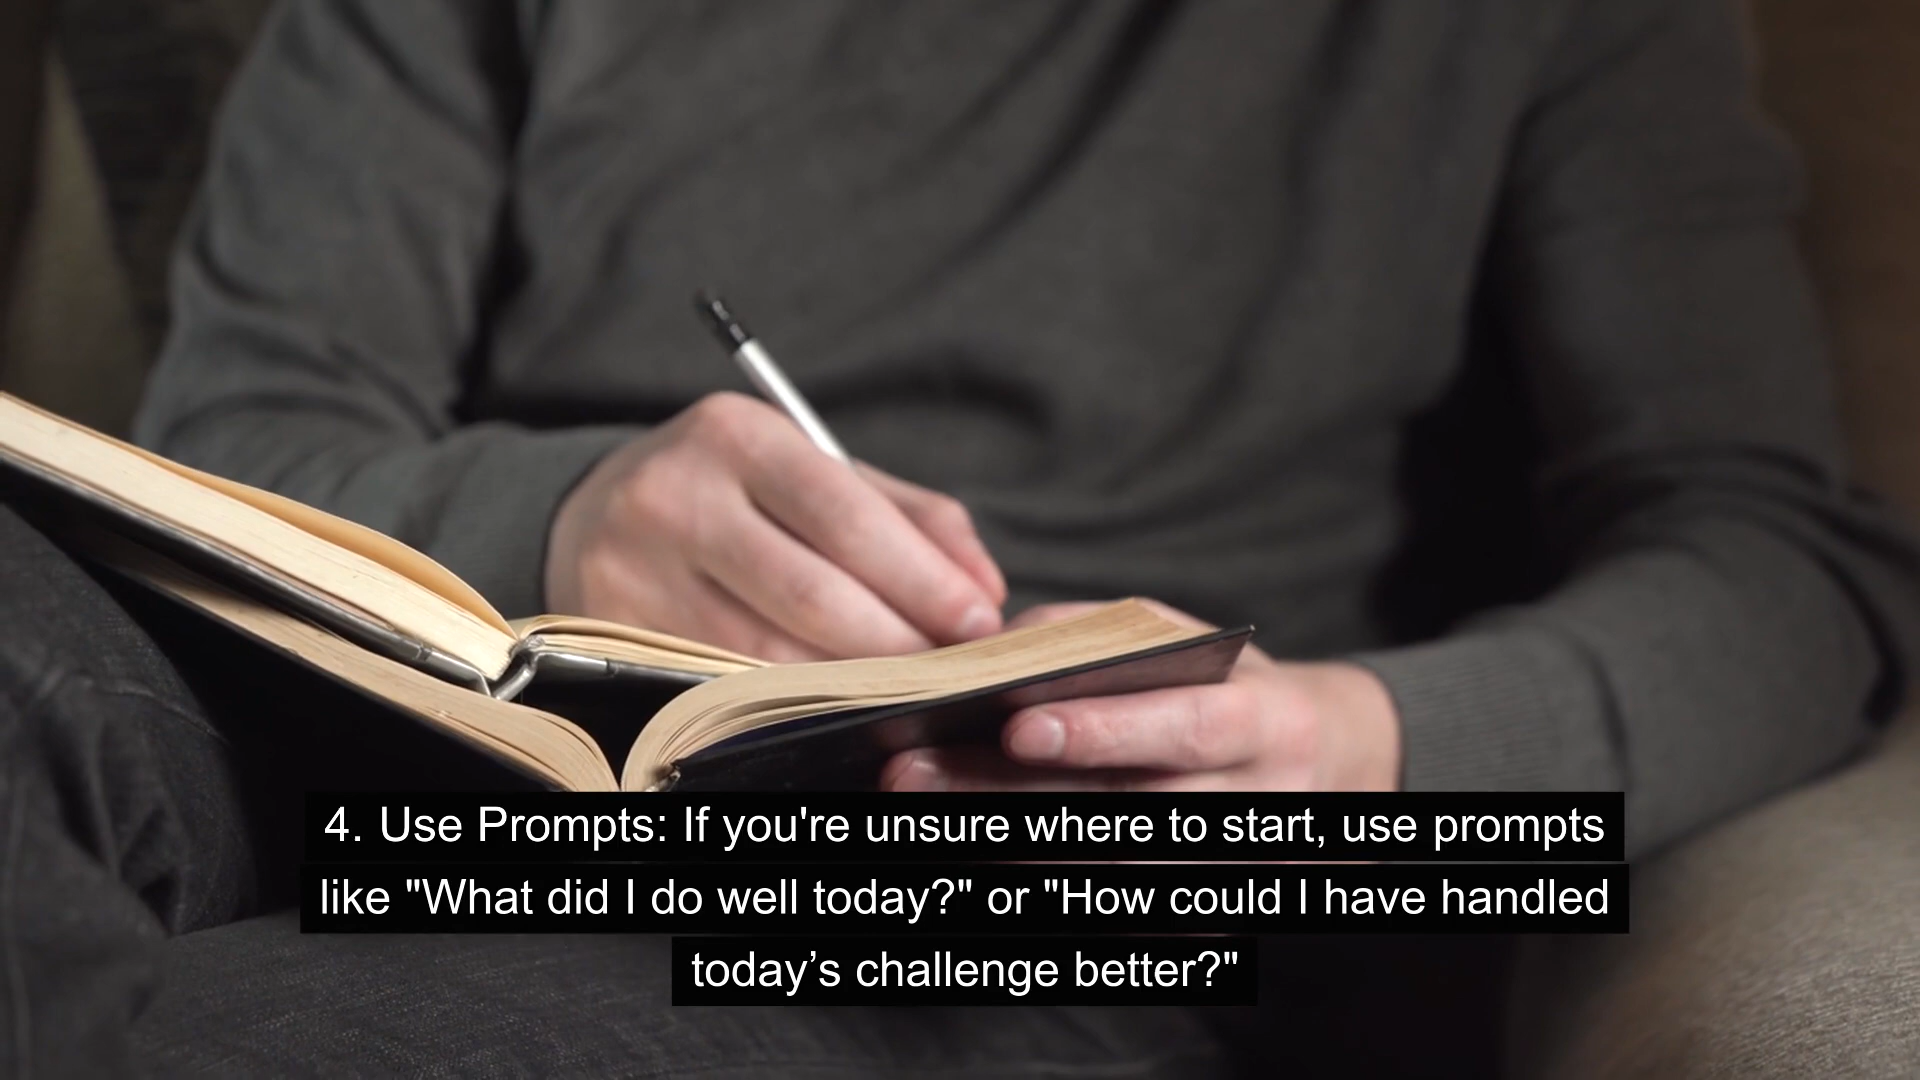 4. Use Prompts: If you're unsure where to start, use prompts
like "What did I do well today?" or "How could I have handled
today’s challenge better?"